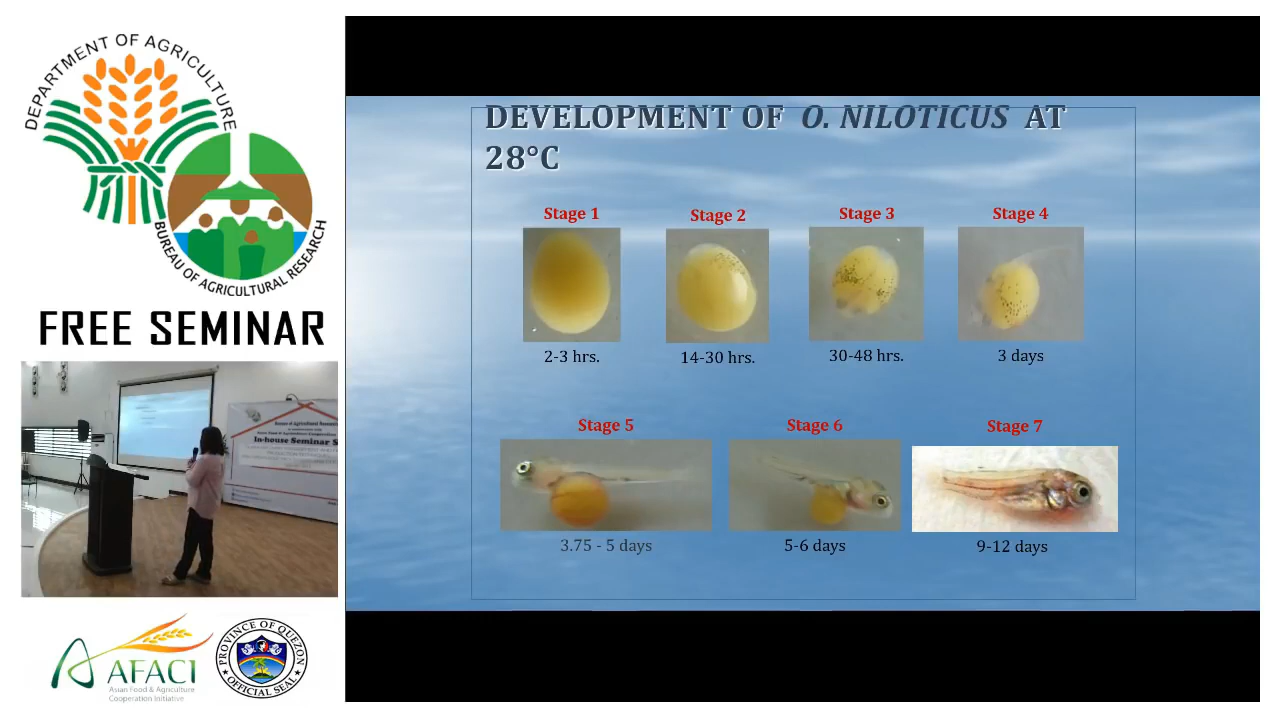 DEPARTMENT OF AGRICULTURE
BUREAU OF AGRICULTURAL RESEARCH
FREE SEMINAR
In-house Seminar S
AFACI
Asian Food & Agriculture
Cooperation Initiative
PROVINCE OF QUEZON
OFFICIAL SEAL
DEVELOPMENT OF O. NILOTICUS AT
28°C
Stage 1
Stage 2
Stage 3
Stage 4
2-3 hrs.
14-30 hrs.
30-48 hrs.
3 days
Stage 5
Stage 6
Stage 7
3.75 - 5 days
5-6 days
9-12 days